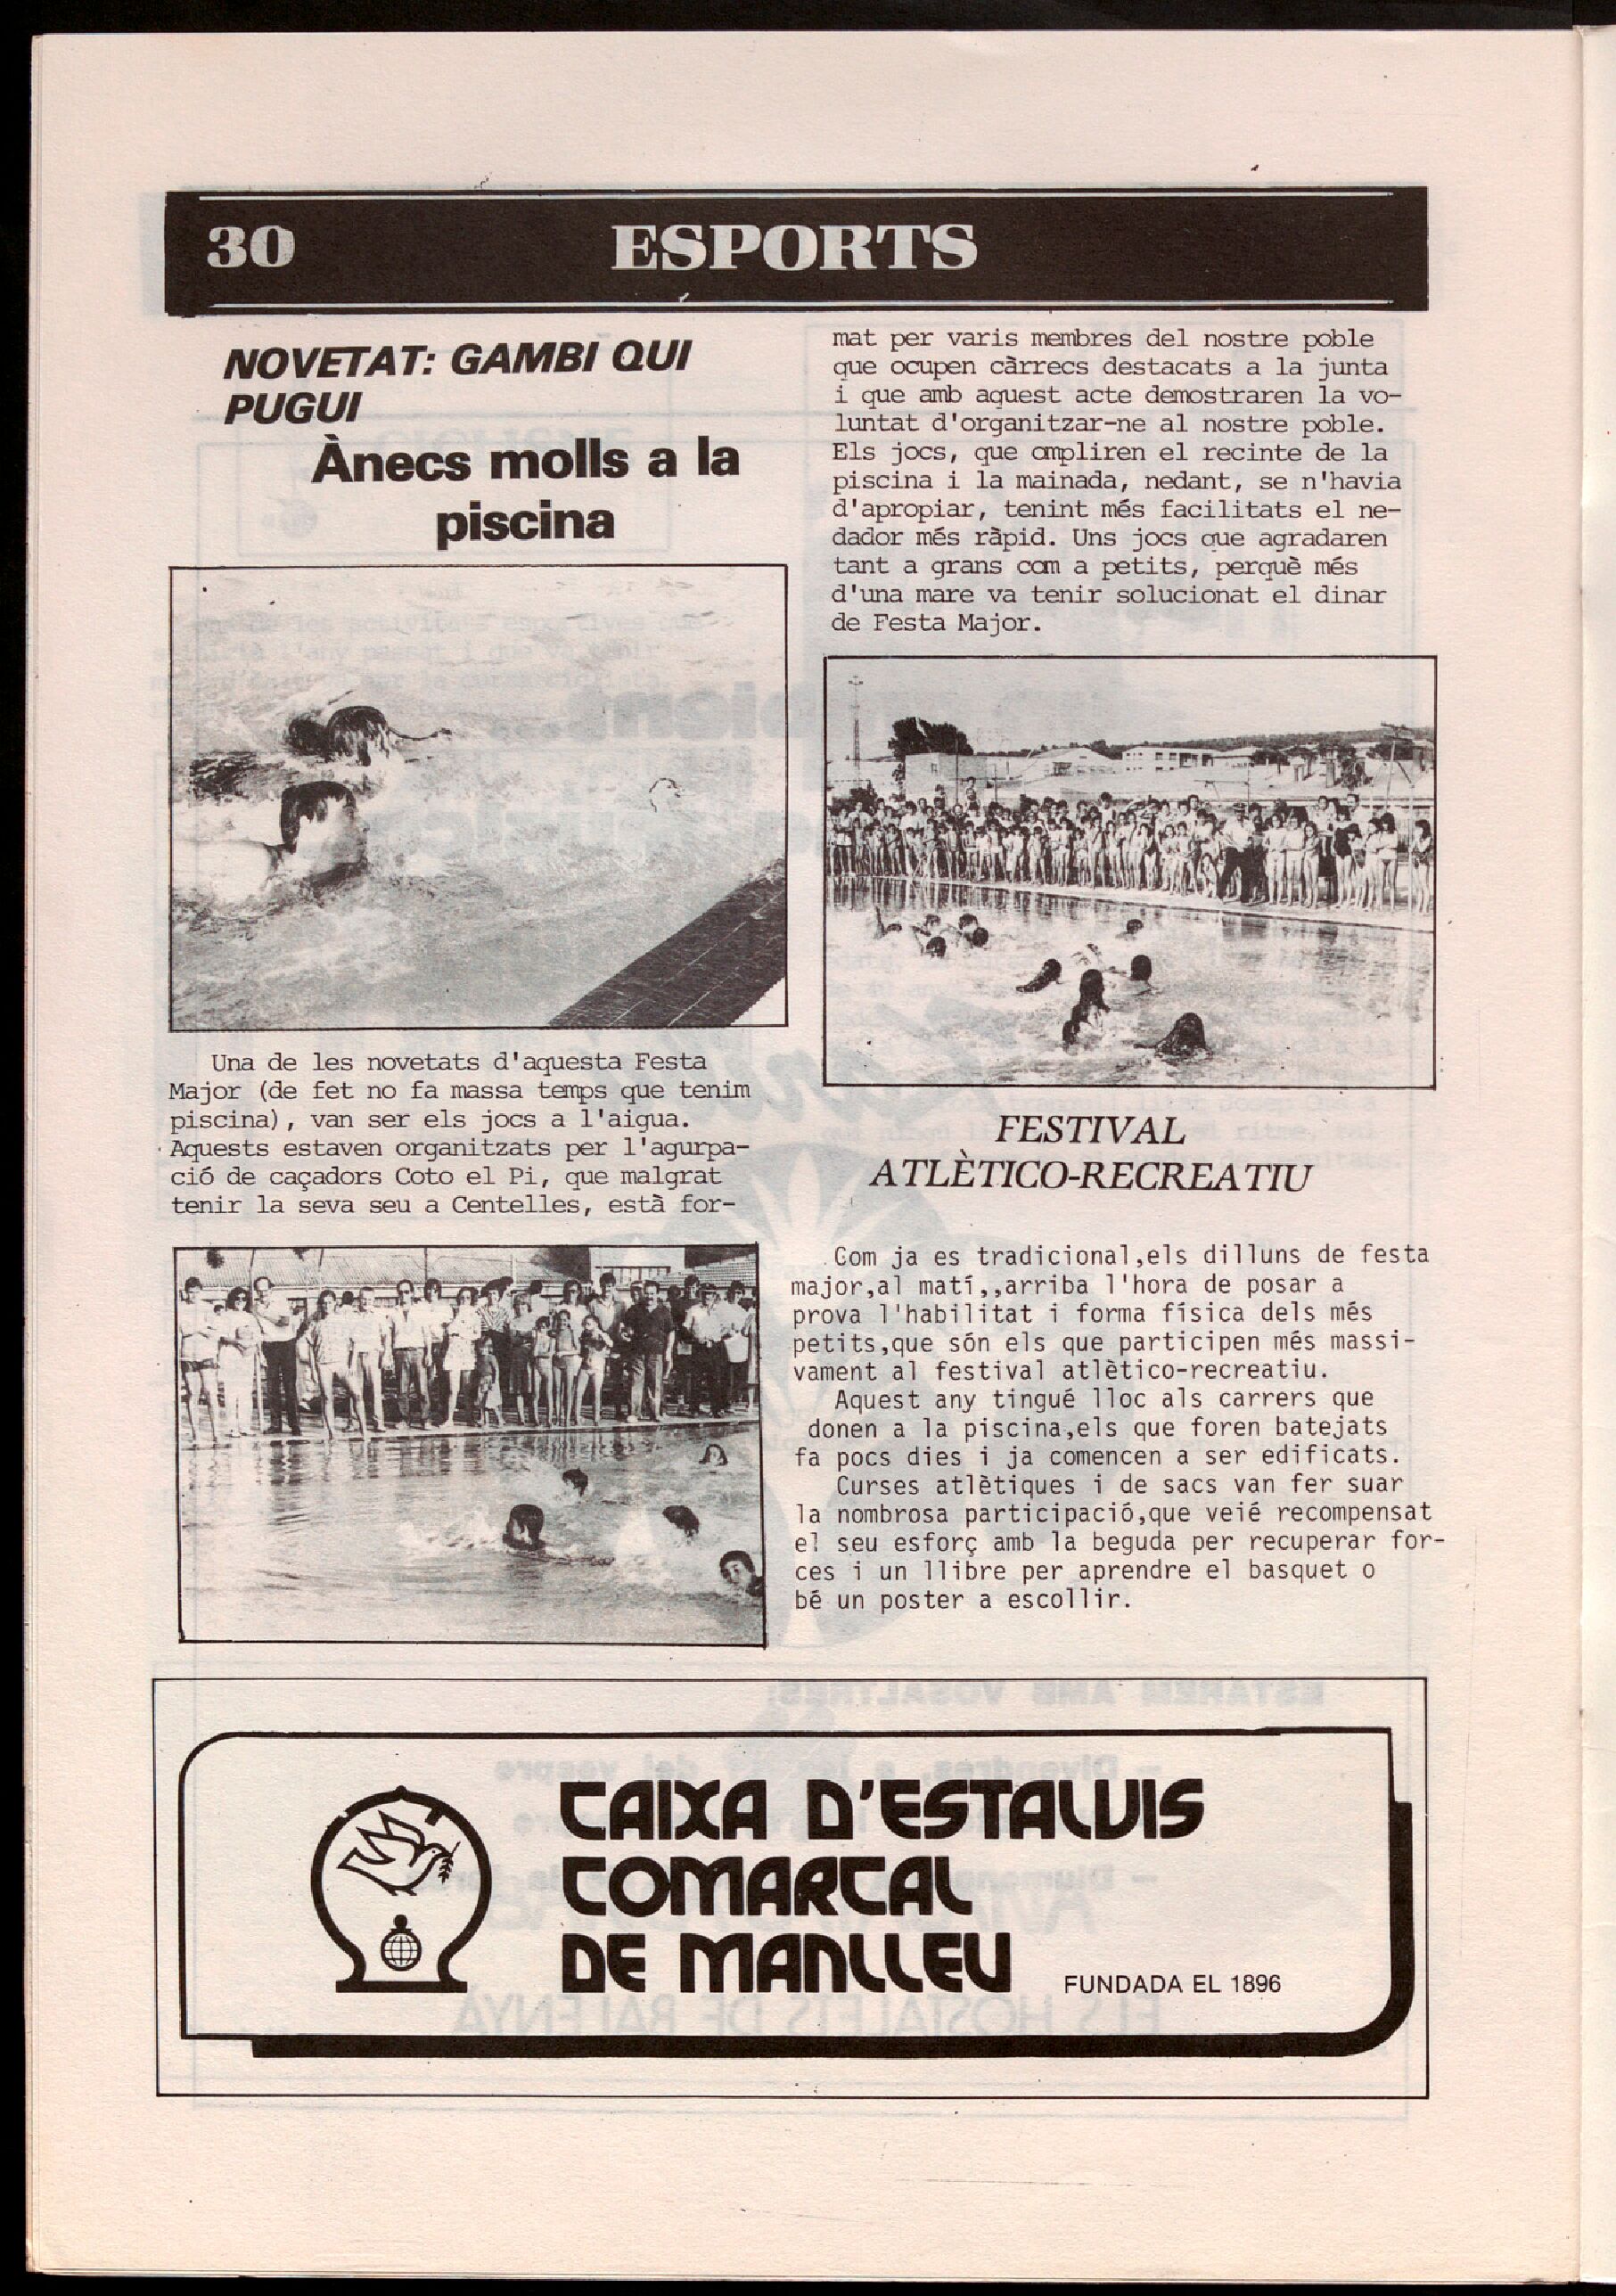 30 ESPORTS
NOVETAT: GAMBI QUI
PUGUI
Ànecs molls a la
piscina
Una de les novetats d'aquesta Festa
Major (de fet no fa massa temps que tenim
piscina), van ser els jocs a l'aigua.
Aquests estaven organitzats per l'agurpa-
ció de caçadors Coto el Pi, que malgrat
tenir la seva seu a Centelles, està for-
mat per varis membres del nostre poble
que ocupen càrrecs destacats a la junta
i que amb aquest acte demostraren la vo-
luntat d'organitzar-ne al nostre poble.
Els jocs, que ompliren el recinte de la
piscina i la mainada, nedant, se n'havia
d'apropiar, tenint més facilitats el ne-
dador més ràpid. Uns jocs que agradaren
tant a grans com a petits, perquè més
d'una mare va tenir solucionat el dinar
de Festa Major.
FESTIVAL
ATLÈTICO-RECREATIU
Com ja es tradicional,els dilluns de festa
major,al matí,,arriba l'hora de posar a
prova l'habilitat i forma física dels més
petits,que són els que participen més massi-
vament al festival atlètico-recreatiu.
Aquest any tingué lloc als carrers que
donen a la piscina,els que foren batejats
fa pocs dies i ja comencen a ser edificats.
Curses atlètiques i de sacs van fer suar
la nombrosa participació,que veié recompensat
el seu esforç amb la beguda per recuperar for-
ces i un llibre per aprendre el basquet o
bé un poster a escollir.
CAIXA D'ESTALVIS
COMARCAL
DE MANLLEU
FUNDADA EL 1896